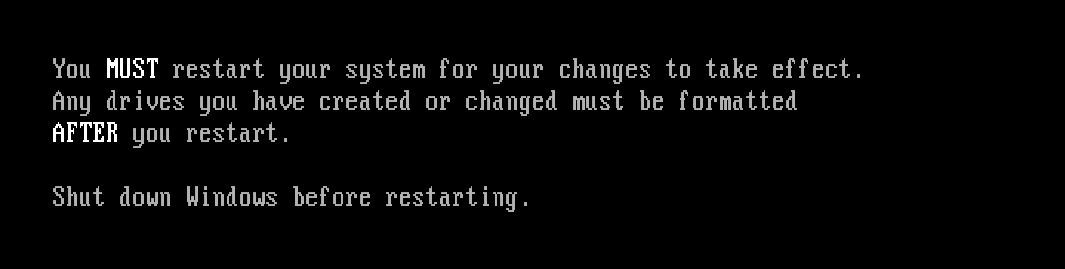 You MUST restart your system for your changes to take effect.
Any drives you have created or changed must be formatted
AFTER you restart.
Shut down Windows before restarting.